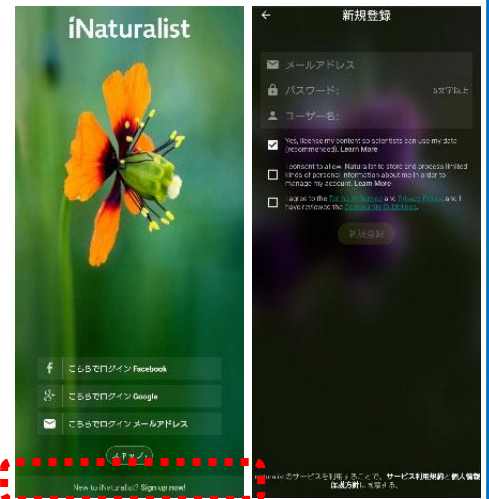 iNaturalist
こちらでログイン Facebook
こちらでログイン Google
こちらでログイン メールアドレス
スキップ
New to iNaturalist? Sign up now!
新規登録
メールアドレス
パスワード:
6文字以上
ユーザー名:
Yes, license my content so scientists can use my data
(recommended). Learn More
I consent to allow iNaturalist to store and process limited
kinds of personal information about me in order to
manage my account. Learn More
I agree to the Terms of Service and Privacy Policy, and I
have reviewed the Community Guidelines.
新規登録
のサービスを利用することで、サービス利用規約と個人情報
保護方針に同意する。